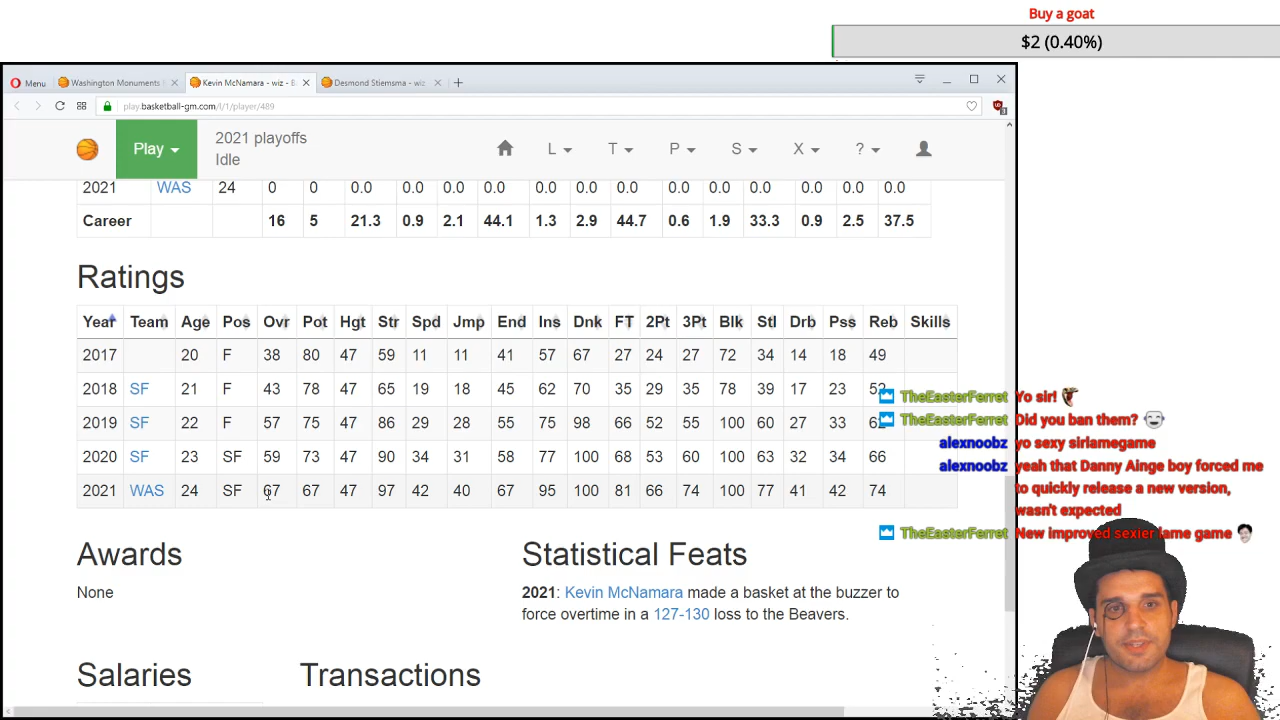 Buy a goat
$2 (0.40%)
Menu
Washington Monuments
Kevin McNamara - wiz - B
Desmond Stiemsma - wiz
play.basketball-gm.com/l/1/player/489
Play
2021 playoffs
Idle
L T P S X ?
2021 WAS 24 0 0 0.0 0.0 0.0 0.0 0.0 0.0 0.0 0.0 0.0 0.0 0.0 0.0 0.0
Career 16 5 21.3 0.9 2.1 44.1 1.3 2.9 44.7 0.6 1.9 33.3 0.9 2.5 37.5
Ratings
Year Team Age Pos Ovr Pot Hgt Str Spd Jmp End Ins Dnk FT 2Pt 3Pt Blk Stl Drb Pss Reb Skills
2017 20 F 38 80 47 59 11 11 41 57 67 27 24 27 72 34 14 18 49
2018 SF 21 F 43 78 47 65 19 18 45 62 70 35 29 35 78 39 17 23
2019 SF 22 F 57 75 47 86 29 28 55 75 98 66 52 55 100 60 27 33
2020 SF 23 SF 59 73 47 90 34 31 58 77 100 68 53 60 100 63 32 34 66
2021 WAS 24 SF 67 67 47 97 42 40 67 95 100 81 66 74 100 77 41 42 74
TheEasterFerret Yo sir!
TheEasterFerret Did you ban them?
alexnoobz yo sexy sirlamegame
alexnoobz yeah that Danny Ainge boy forced me
to quickly release a new version,
wasn't expected
TheEasterFerret New improved sexier lame game
Awards
None
Statistical Feats
2021: Kevin McNamara made a basket at the buzzer to
force overtime in a 127-130 loss to the Beavers.
Salaries
Transactions